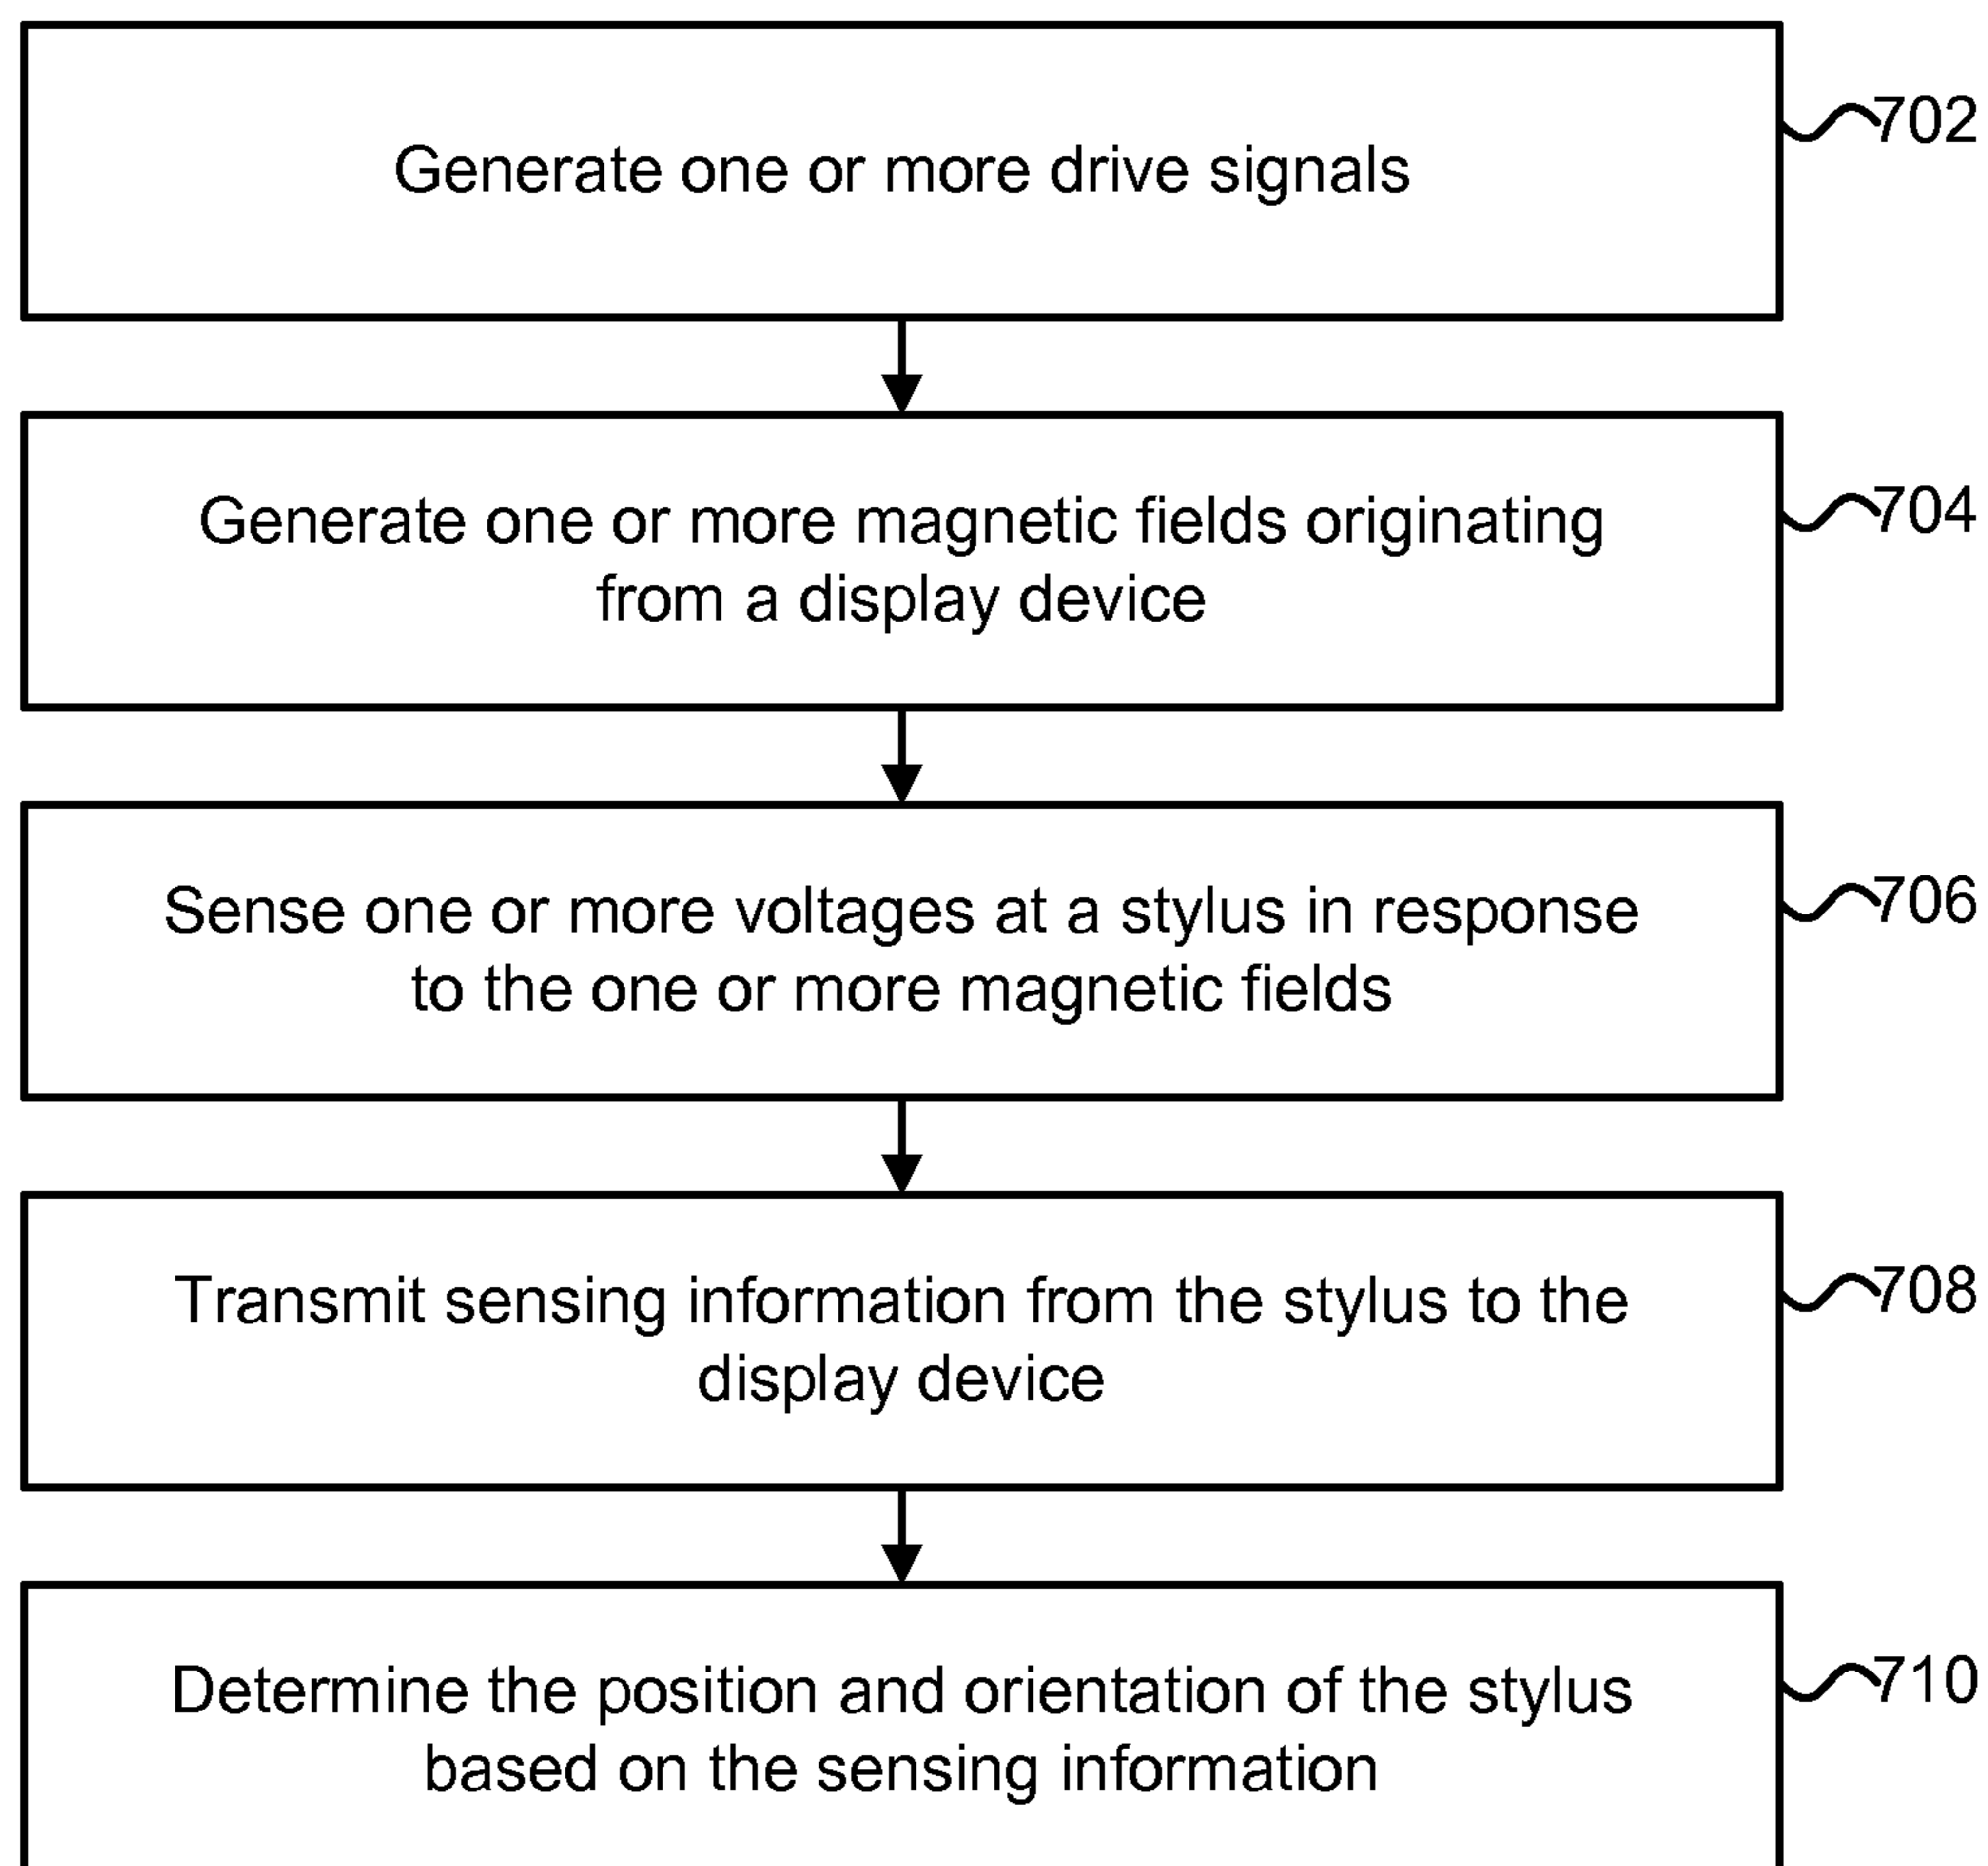 Generate one or more drive signals
702
Generate one or more magnetic fields originating
from a display device
704
Sense one or more voltages at a stylus in response
to the one or more magnetic fields
706
Transmit sensing information from the stylus to the
display device
708
Determine the position and orientation of the stylus
based on the sensing information
710